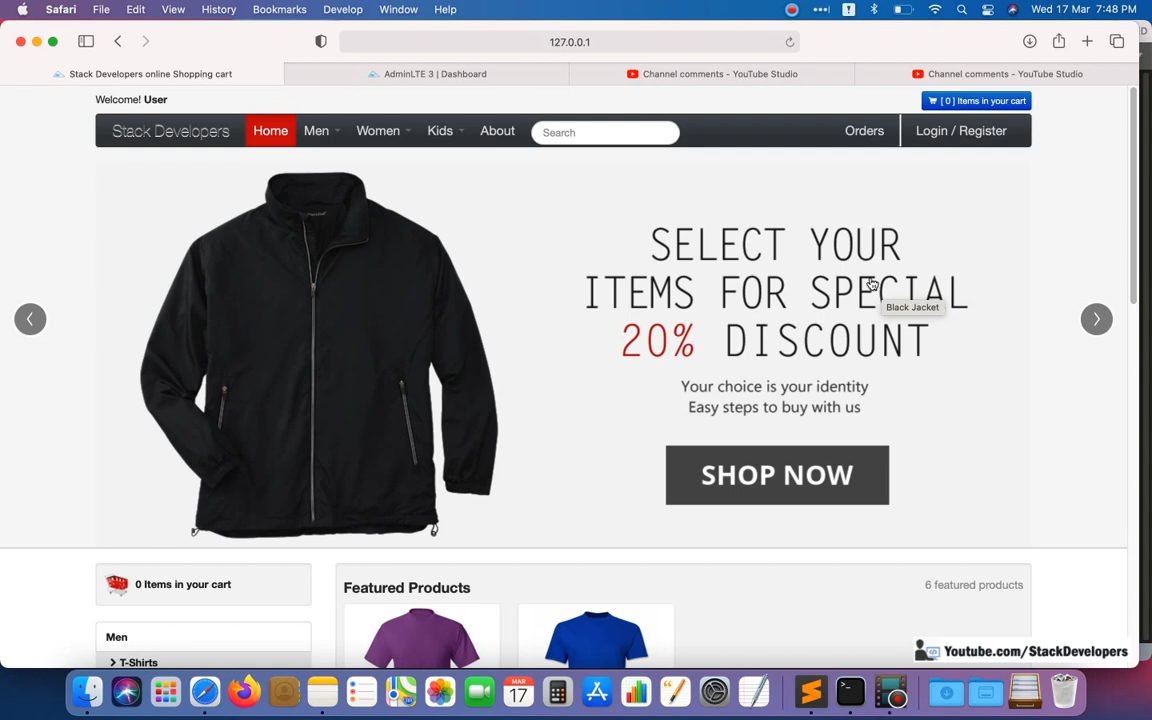 Safari File Edit View History Bookmarks Develop Window Help Wed 17 Mar 7:48 PM
127.0.0.1
Stack Developers online Shopping cart AdminLTE 3 | Dashboard Channel comments - YouTube Studio Channel comments - YouTube Studio
Welcome! User [ 0 ] Items in your cart
Stack Developers Home Men Women Kids About Search Orders Login / Register
SELECT YOUR
ITEMS FOR SPECIAL
Black Jacket
20% DISCOUNT
Your choice is your identity
Easy steps to buy with us
SHOP NOW
0 Items in your cart
Featured Products 6 featured products
Men
T-Shirts
Youtube.com/StackDevelopers
MAR
17